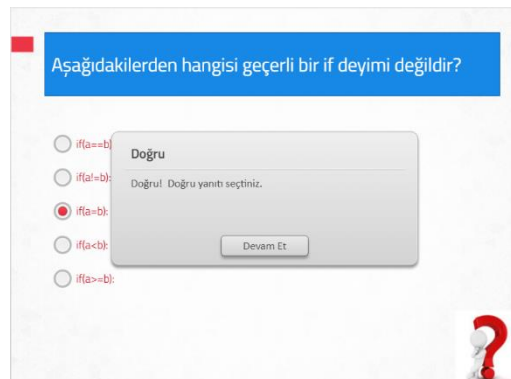 Aşağıdakilerden hangisi geçerli bir if deyimi değildir?
if(a==b)
if(a!=b):
if(a=b):
if(a<b):
if(a>=b):
Doğru
Doğru! Doğru yanıtı seçtiniz.
Devam Et